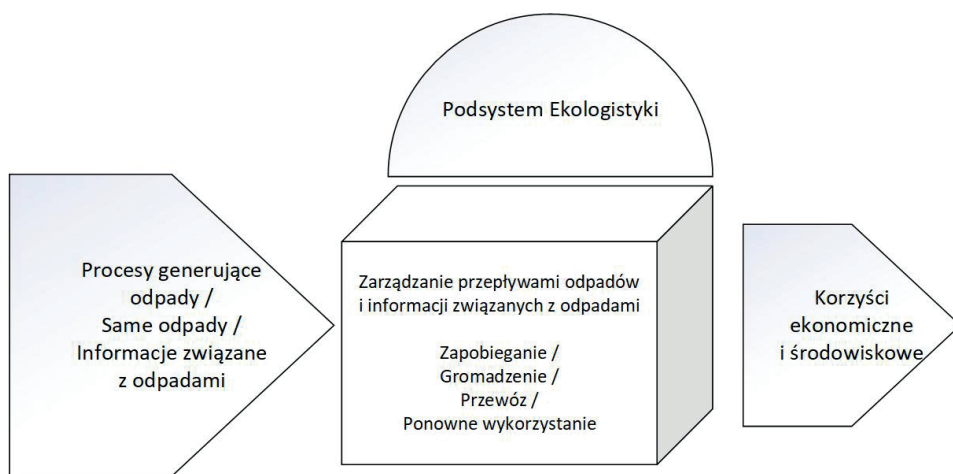 Podsystem Ekologistyki
Procesy generujące
odpady /
Same odpady /
Informacje związane
z odpadami
Zarządzanie przepływami odpadów
i informacji związanych z odpadami
Zapobieganie /
Gromadzenie /
Przewóz /
Ponowne wykorzystanie
Korzyści
ekonomiczne
i środowiskowe